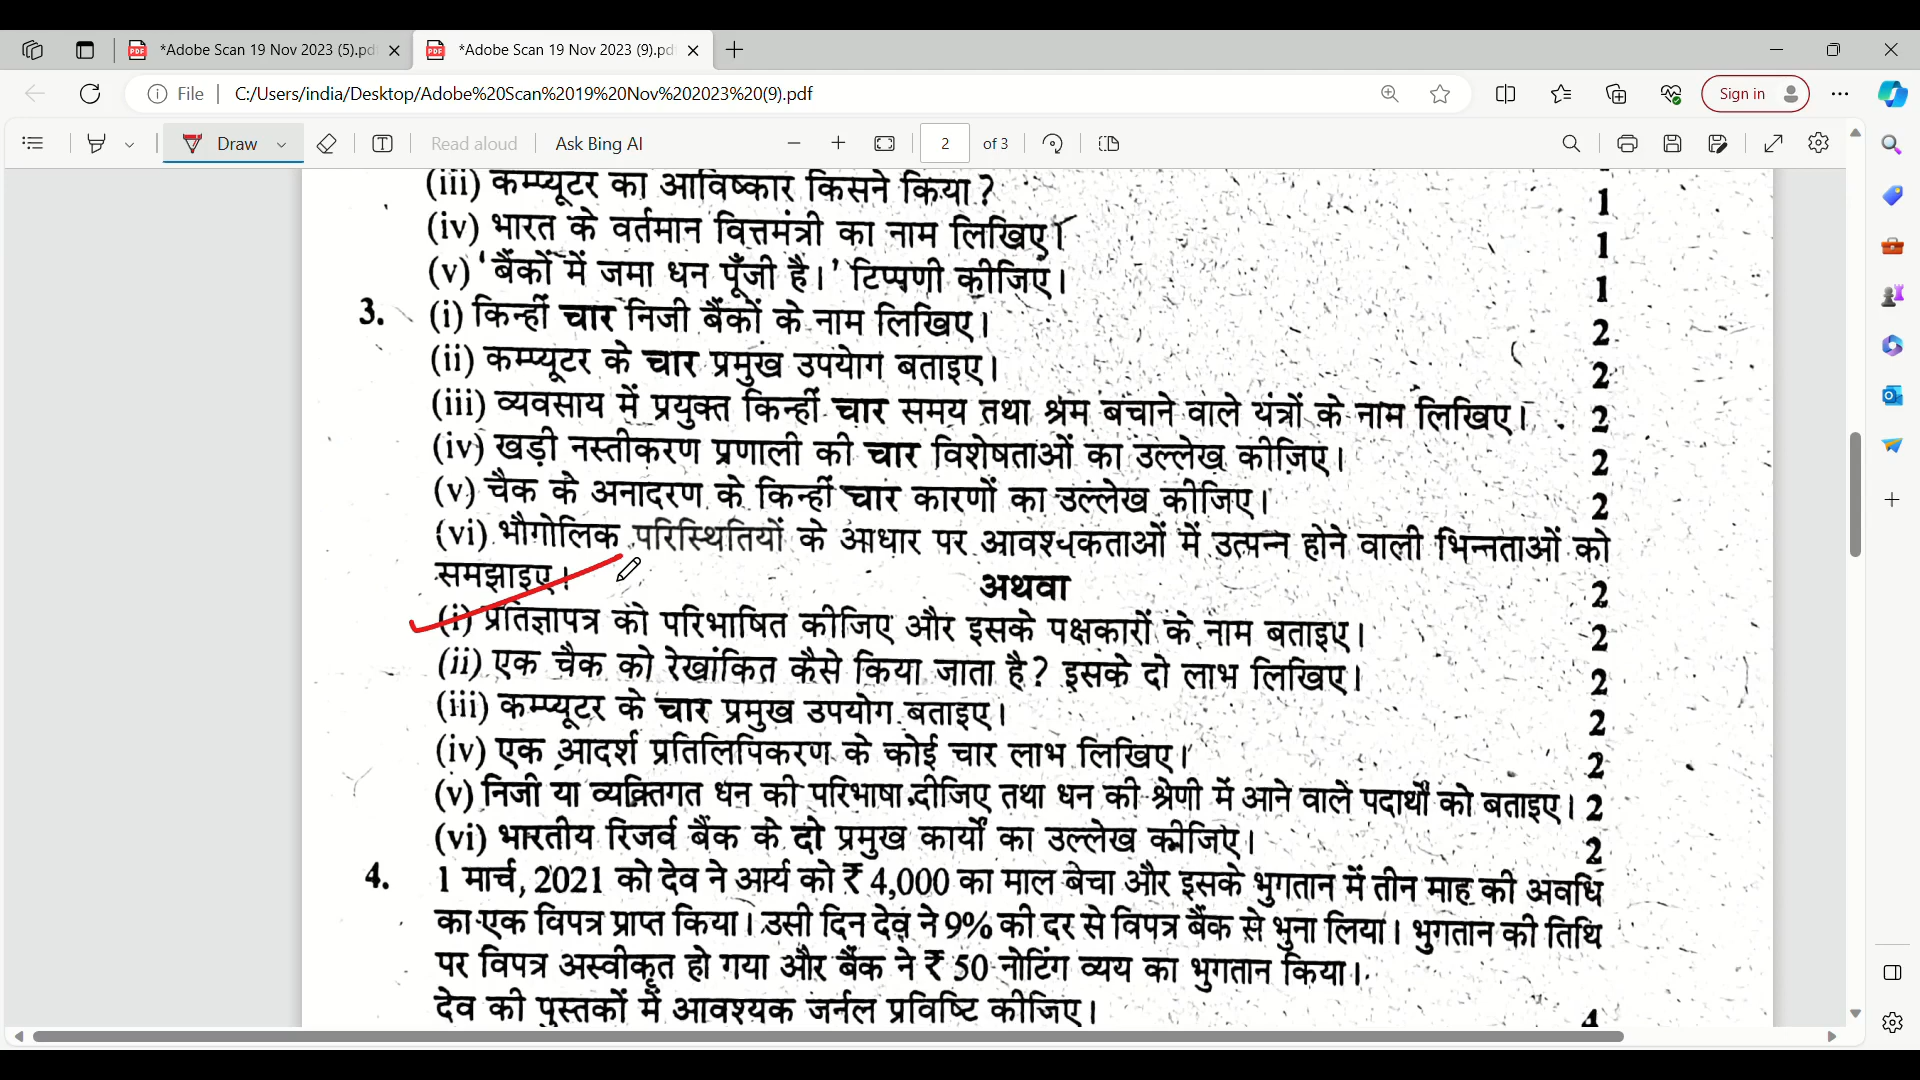 *Adobe Scan 19 Nov 2023 (5).pd
*Adobe Scan 19 Nov 2023 (9).pd
File
C:/Users/india/Desktop/Adobe%20Scan%2019%20Nov%202023%20(9).pdf
Sign in
Draw
Read aloud
Ask Bing AI
2 of 3
(iii) कम्प्यूटर का आविष्कार किसने किया ? 1
(iv) भारत के वर्तमान वित्तमंत्री का नाम लिखिए। 1
(v) 'बैंकों में जमा धन पूँजी है।' टिप्पणी कीजिए। 1
3. (i) किन्हीं चार निजी बैंकों के नाम लिखिए। 2
(ii) कम्प्यूटर के चार प्रमुख उपयोग बताइए। 2
(iii) व्यवसाय में प्रयुक्त किन्हीं चार समय तथा श्रम बचाने वाले यंत्रों के नाम लिखिए। 2
(iv) खड़ी नस्तीकरण प्रणाली की चार विशेषताओं का उल्लेख कीजिए। 2
(v) चैक के अनादरण के किन्हीं चार कारणों का उल्लेख कीजिए। 2
(vi) भौगोलिक परिस्थितियों के आधार पर आवश्यकताओं में उत्पन्न होने वाली भिन्नताओं को
समझाइए। 2
अथवा
(i) प्रतिज्ञापत्र को परिभाषित कीजिए और इसके पक्षकारों के नाम बताइए। 2
(ii) एक चैक को रेखांकित कैसे किया जाता है ? इसके दो लाभ लिखिए। 2
(iii) कम्प्यूटर के चार प्रमुख उपयोग बताइए। 2
(iv) एक आदर्श प्रतिलिपिकरण के कोई चार लाभ लिखिए। 2
(v) निजी या व्यक्तिगत धन की परिभाषा दीजिए तथा धन की श्रेणी में आने वाले पदार्थों को बताइए। 2
(vi) भारतीय रिजर्व बैंक के दो प्रमुख कार्यों का उल्लेख कीजिए। 2
4. 1 मार्च, 2021 को देव ने आर्य को ₹ 4,000 का माल बेचा और इसके भुगतान में तीन माह की अवधि
का एक विपत्र प्राप्त किया। उसी दिन देव ने 9% की दर से विपत्र बैंक से भुना लिया। भुगतान की तिथि
पर विपत्र अस्वीकृत हो गया और बैंक ने ₹ 50 नोटिंग व्यय का भुगतान किया।
देव की पुस्तकों में आवश्यक जर्नल प्रविष्टि कीजिए। 4